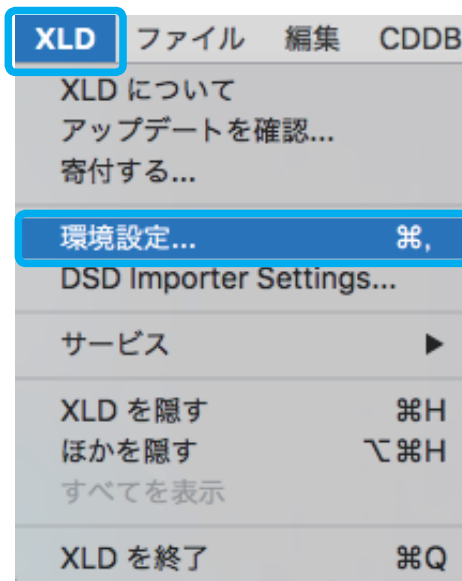 XLD ファイル 編集 CDDB
XLD について
アップデートを確認...
寄付する...
環境設定... ⌘,
DSD Importer Settings...
サービス ▶
XLD を隠す ⌘H
ほかを隠す ⌥⌘H
すべてを表示
XLD を終了 ⌘Q